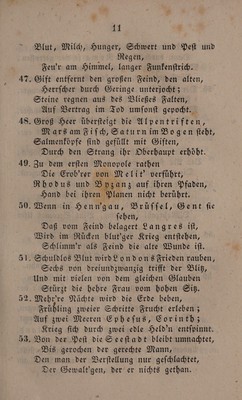 11
Blut, Milch, Hunger, Schwert und Pest und
Regen,
Feu'r am Himmel, langer Funkenstrich.
47. Gift entfernt den großen Feind, den alten,
Herrscher durch Geringe unterjocht;
Steine regnen aus des Vließes Falten,
Auf Vertrag im Tod umsonst gepocht.
48. Groß Heer übersteigt die Alpentriften,
Mars am Fisch, Saturn im Bogen steht,
Salmenköpfe sind gefüllt mit Giften,
Durch den Strang ihr Oberhaupt erhöht.
49. Zu dem ersten Monopole rathen
Die Erob'rer von Melit' verführt,
Rhodus und Byzanz auf ihren Pfaden,
Hand bei ihren Planen nicht berührt.
50. Wenn in Henn'gau, Brüssel, Gent sie
sehen,
Daß vom Feind belagert Langres ist,
Wird im Rücken blut'ger Krieg entstehen,
Schlimm'r als Feind die alte Wunde ist.
51. Schuldlos Blut wird Londons Frieden rauben,
Sechs von dreiundzwanzig trifft der Blitz,
Und mit vielen von dem gleichen Glauben
Stürzt die hehre Frau vom hohen Sitz.
52. Mehr're Nächte wird die Erde beben,
Frühling zweier Schritte Frucht erleben;
Auf zwei Meeren Ephesus, Corinth;
Krieg sich durch zwei edle Held'n entspinnt.
53. Von der Pest die Seestadt bleibt umnachtet,
Bis gerochen der gerechte Mann,
Den man der Verstellung nur geschlachtet,
Der Gewalt'gen, der er nichts gethan.